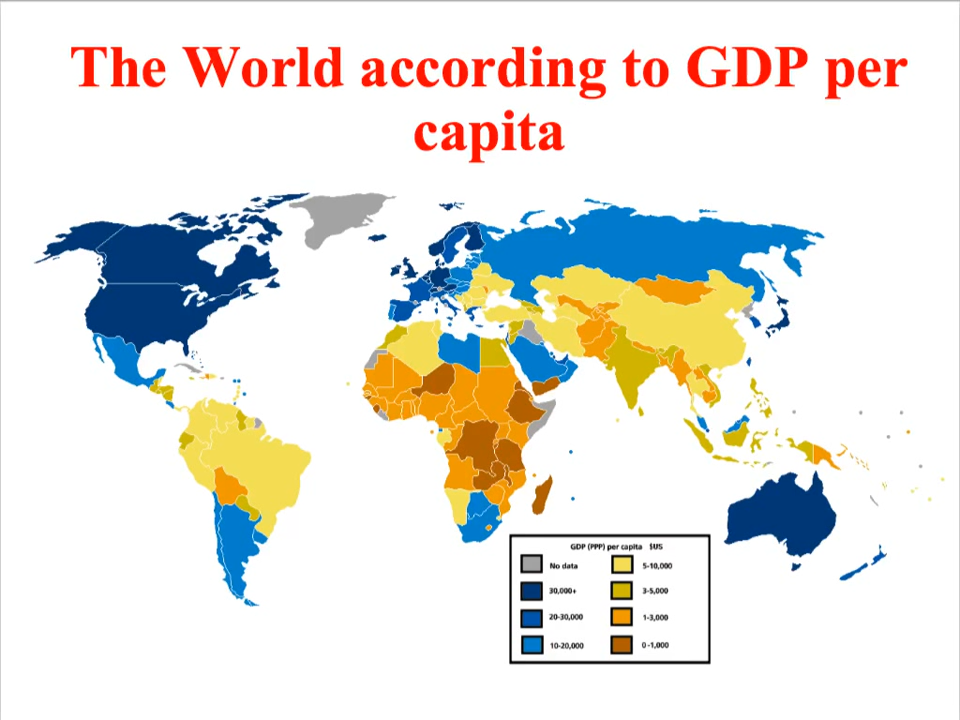 The World according to GDP per
capita
GDP (PPP) per capita $US
No data
5-10,000
30,000+
3-5,000
20-30,000
1-3,000
10-20,000
0-1,000